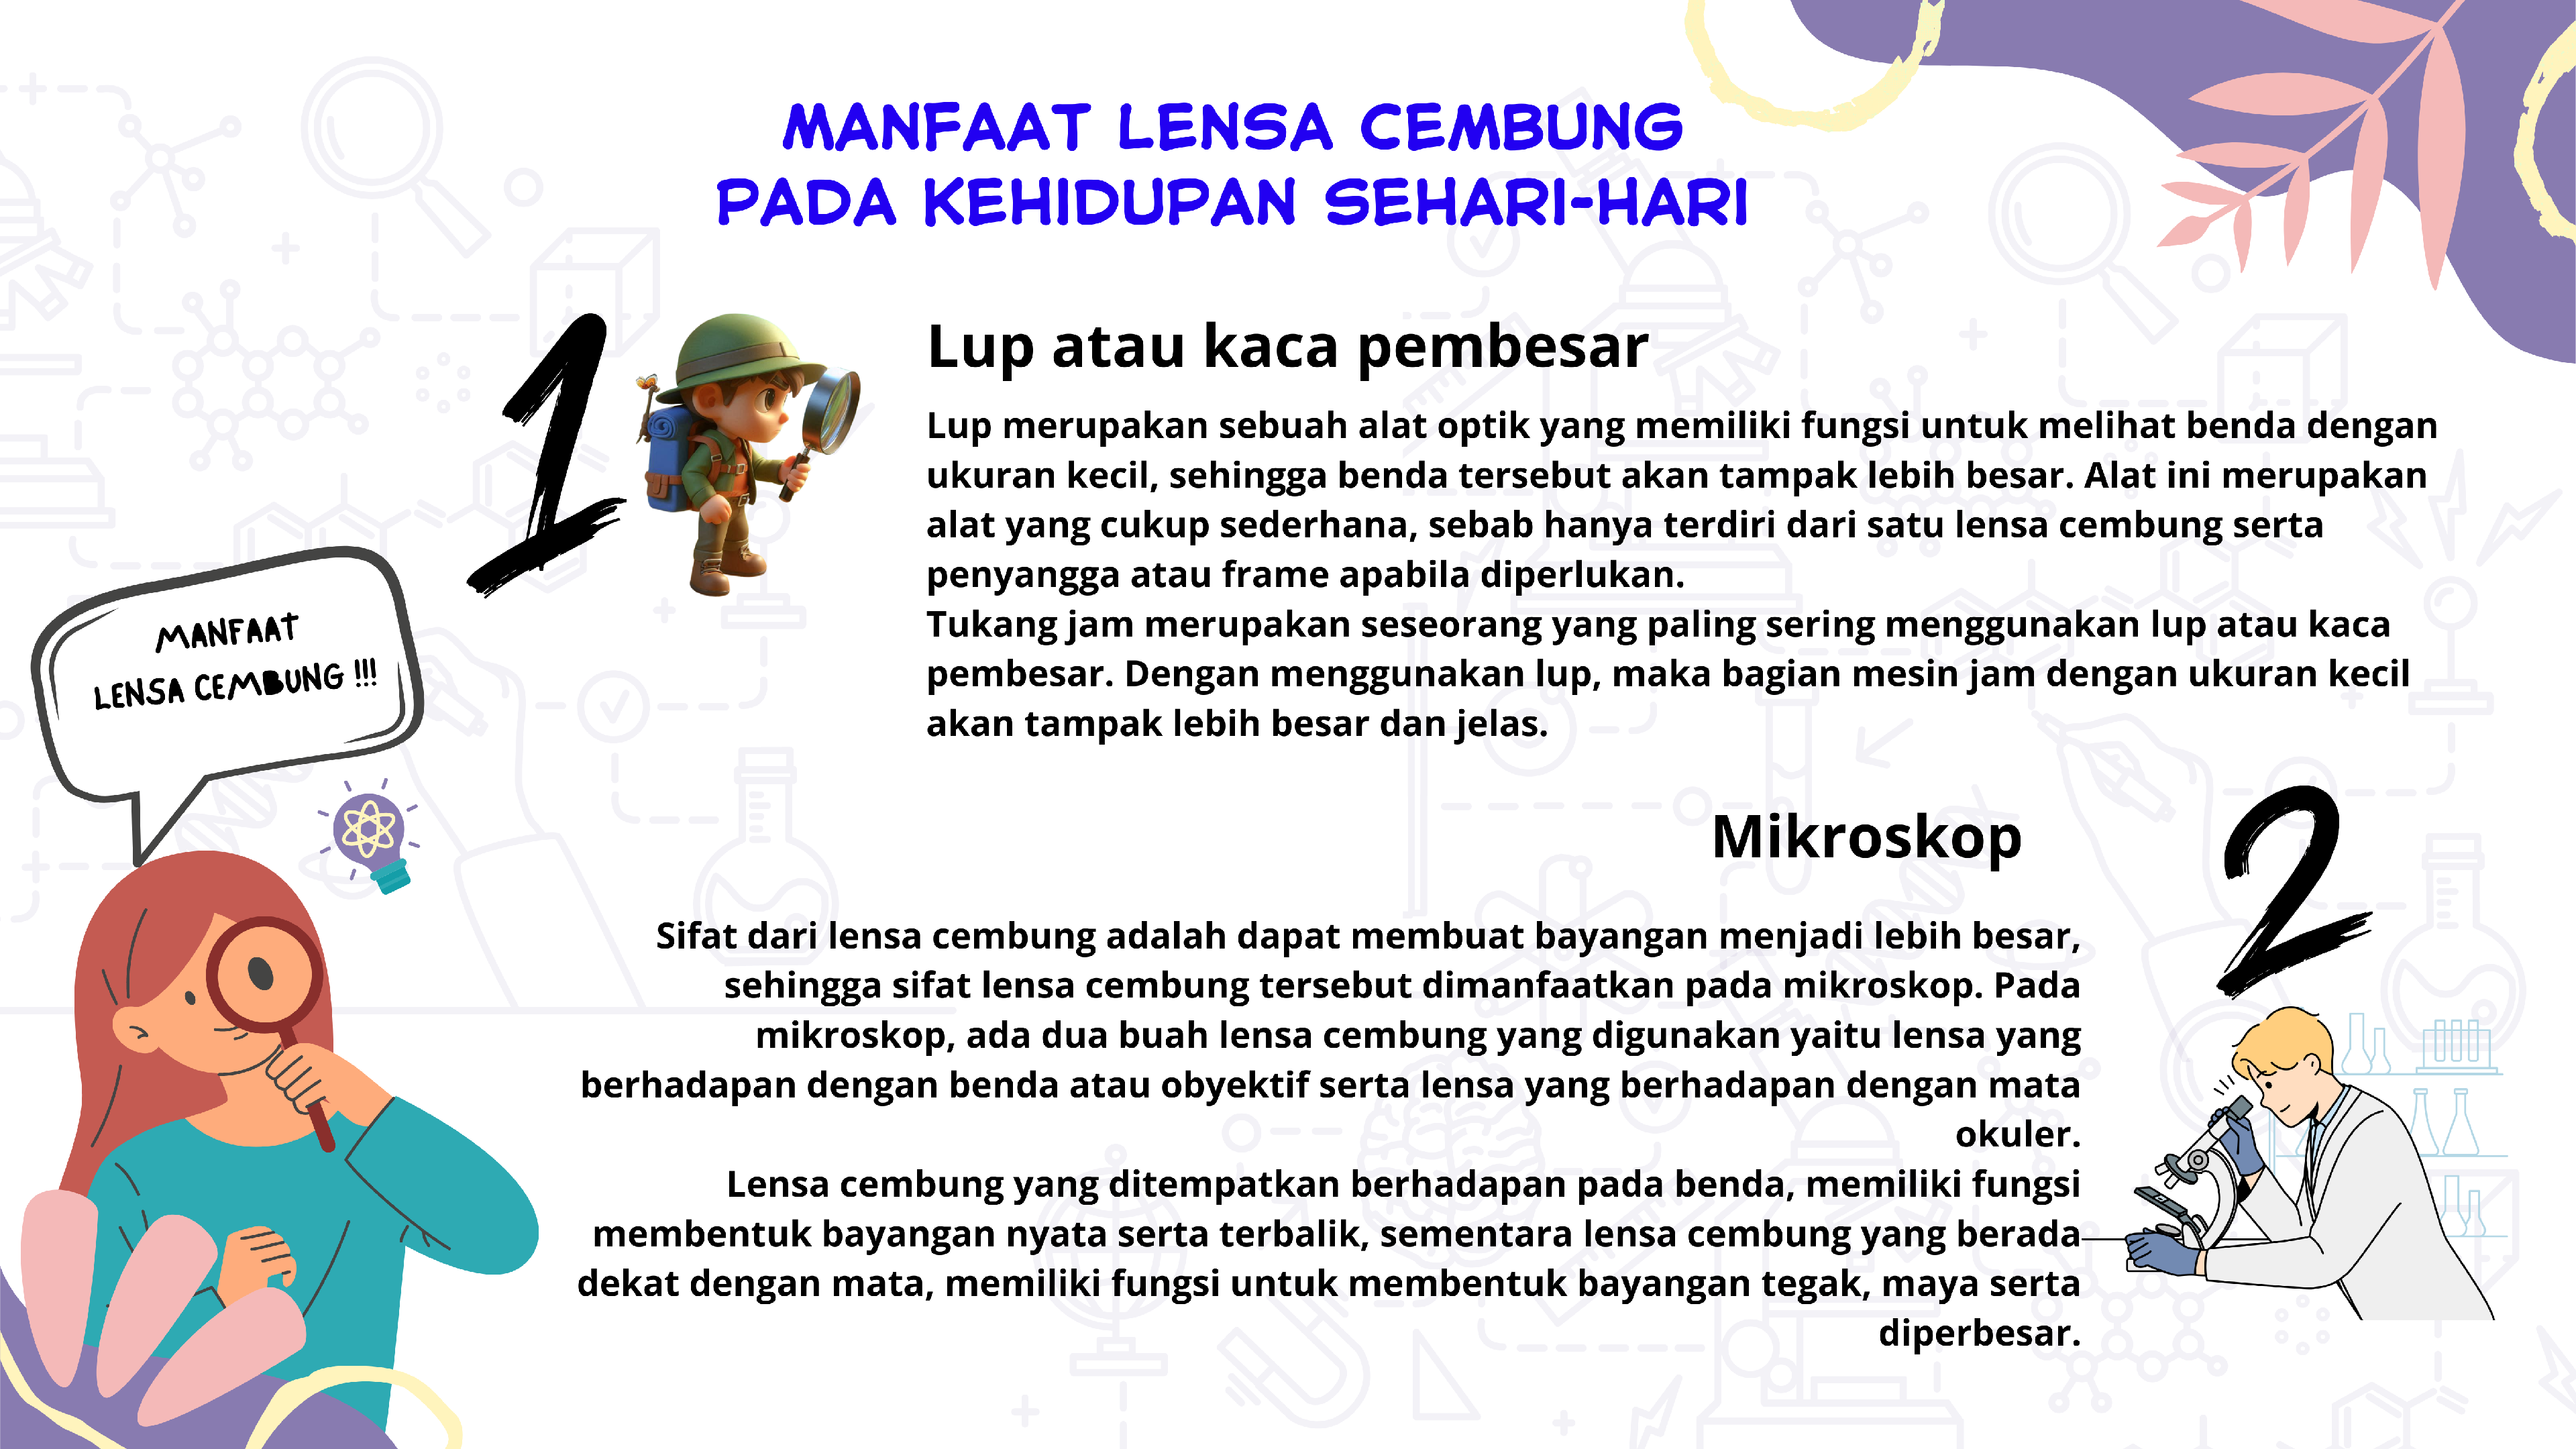 MANFAAT LENSA CEMBUNG
PADA KEHIDUPAN SEHARI-HARI
1
Lup atau kaca pembesar
Lup merupakan sebuah alat optik yang memiliki fungsi untuk melihat benda dengan
ukuran kecil, sehingga benda tersebut akan tampak lebih besar. Alat ini merupakan
alat yang cukup sederhana, sebab hanya terdiri dari satu lensa cembung serta
penyangga atau frame apabila diperlukan.
Tukang jam merupakan seseorang yang paling sering menggunakan lup atau kaca
pembesar. Dengan menggunakan lup, maka bagian mesin jam dengan ukuran kecil
akan tampak lebih besar dan jelas.
MANFAAT
LENSA CEMBUNG !!!
Mikroskop
2
Sifat dari lensa cembung adalah dapat membuat bayangan menjadi lebih besar,
sehingga sifat lensa cembung tersebut dimanfaatkan pada mikroskop. Pada
mikroskop, ada dua buah lensa cembung yang digunakan yaitu lensa yang
berhadapan dengan benda atau obyektif serta lensa yang berhadapan dengan mata
okuler.
Lensa cembung yang ditempatkan berhadapan pada benda, memiliki fungsi
membentuk bayangan nyata serta terbalik, sementara lensa cembung yang berada
dekat dengan mata, memiliki fungsi untuk membentuk bayangan tegak, maya serta
diperbesar.